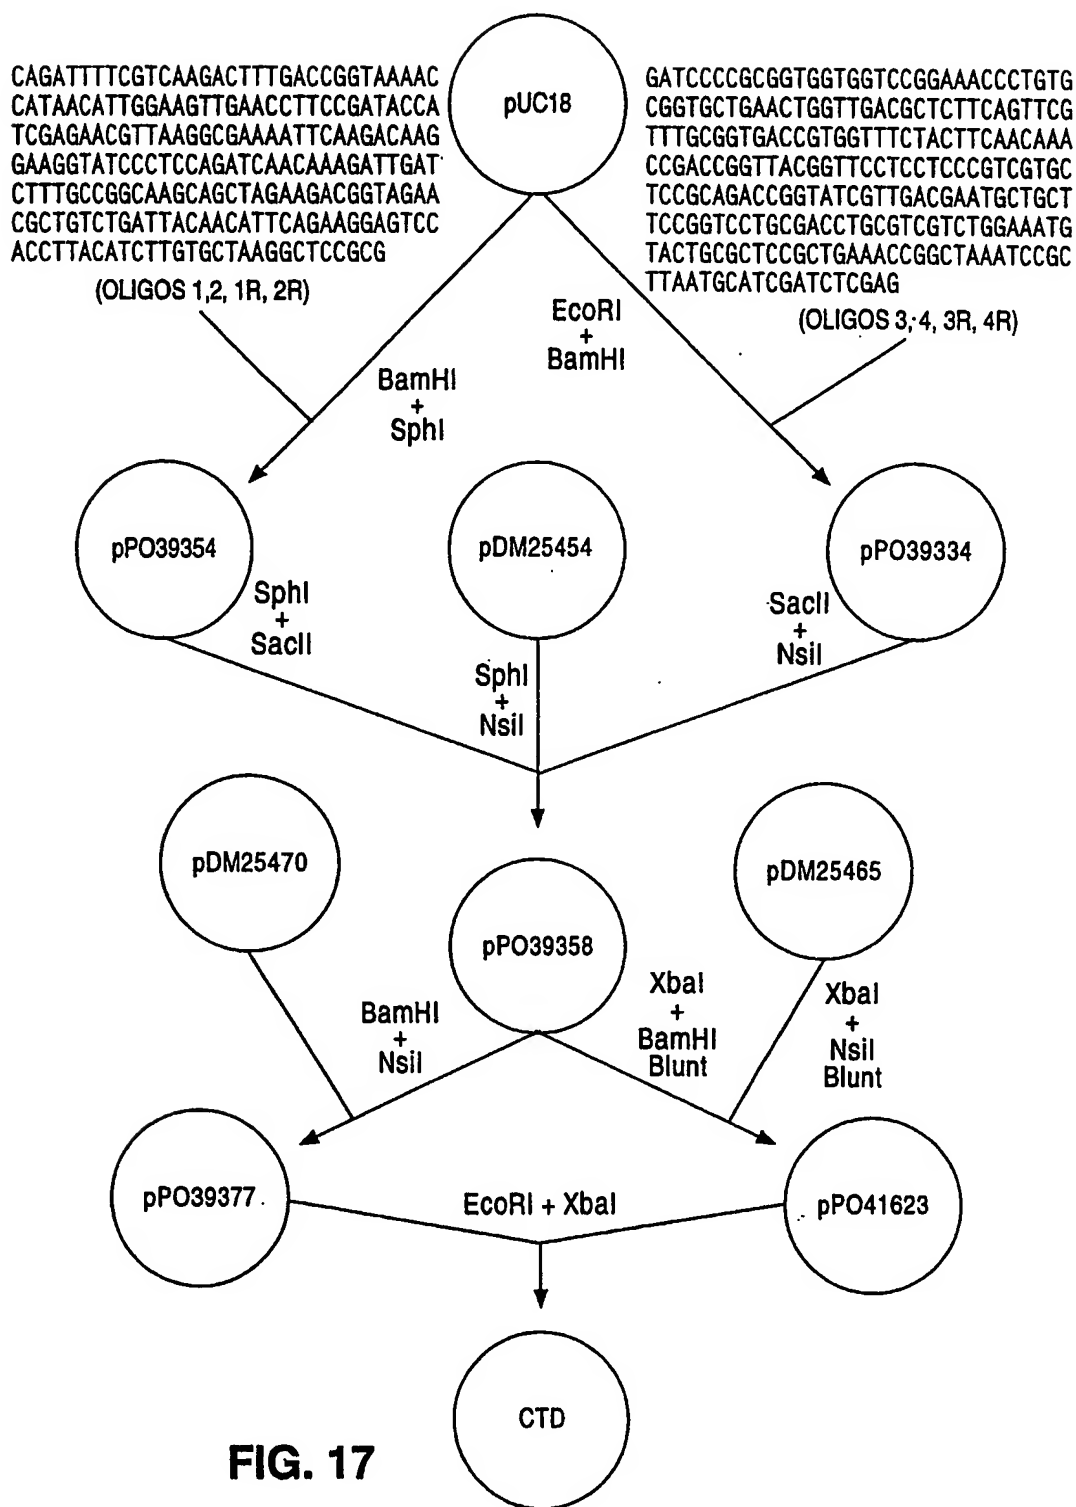 CAGATTTTCGTCAAGACTTTGACCGGTAAAAC
CATAACATTGGAAGTTGAACCTTCCGATACCA
TCGAGAACGTTAAGGCGAAAATTCAAGACAAG
GAAGGTATCCCTCCAGATCAACAAAGATTGAT
CTTTGCCGGCAAGCAGCTAGAAGACGGTAGAA
CGCTGTCTGATTACAACATTCAGAAGGAGTCC
ACCTTACATCTTGTGCTAAGGCTCCGCG
(OLIGOS 1,2, 1R, 2R)
pUC18
GATCCCCGCGGTGGTGGTCCGGAAACCCTGTG
CGGTGCTGAACTGGTTGACGCTCTTCAGTTCG
TTTGCGGTGACCGTGGTTTCTACTTCAACAAA
CCGACCGGTTACGGTTCCTCCTCCCGTCGTGC
TCCGCAGACCGGTATCGTTGACGAATGCTGCT
TCCGGTCCTGCGACCTGCGTCGTCTGGAAATG
TACTGCGCTCCGCTGAAACCGGCTAAATCCGC
TTAATGCATCGATCTCGAG
(OLIGOS 3, 4, 3R, 4R)
EcoRI
+
BamHI
BamHI
+
SphI
pPO39354
pDM25454
pPO39334
SphI
+
SacII
SphI
+
NsiI
SacII
+
NsiI
pDM25470
pPO39358
pDM25465
BamHI
+
NsiI
XbaI
+
BamHI
Blunt
XbaI
+
NsiI
Blunt
pPO39377
EcoRI + XbaI
pPO41623
CTD
FIG. 17